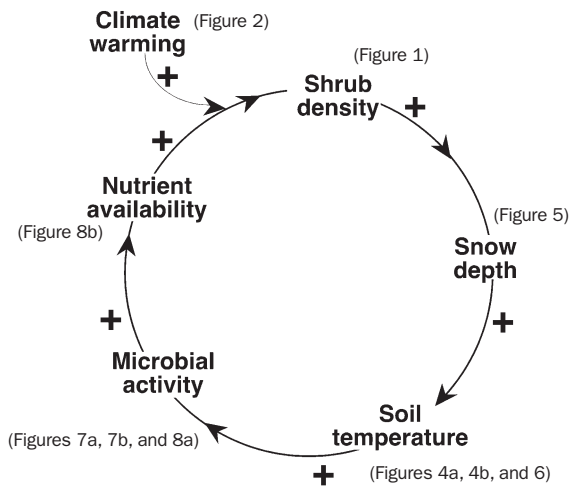 Climate
warming
(Figure 2)
+
(Figure 1)
Shrub
density
+
+
Nutrient
availability
(Figure 8b)
(Figure 5)
Snow
depth
+
+
Microbial
activity
(Figures 7a, 7b, and 8a)
Soil
temperature
+
(Figures 4a, 4b, and 6)